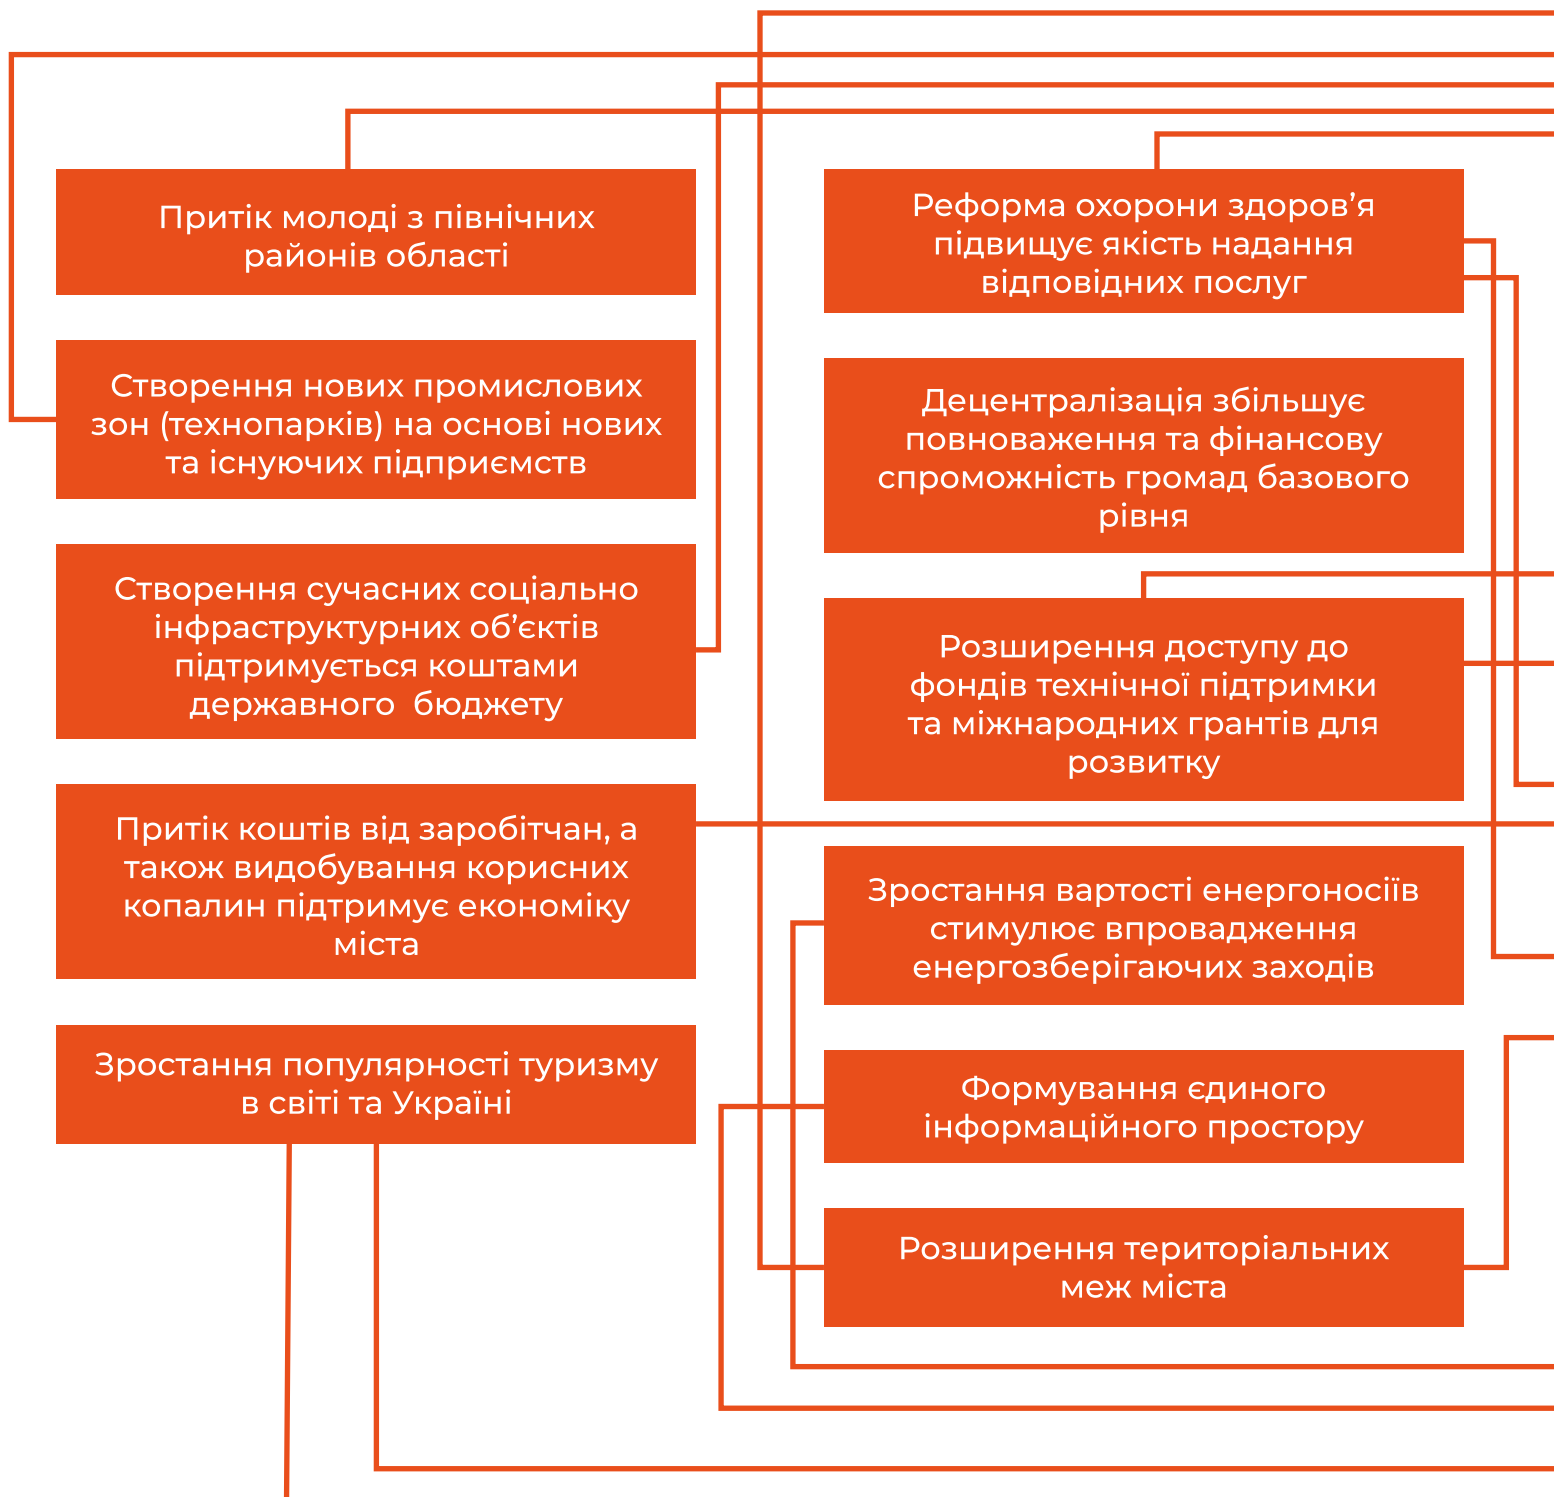 Притік молоді з північних
районів області
Створення нових промислових
зон (технопарків) на основі нових
та існуючих підприємств
Створення сучасних соціально
інфраструктурних об’єктів
підтримується коштами
державного бюджету
Притік коштів від заробітчан, а
також видобування корисних
копалин підтримує економіку
міста
Зростання популярності туризму
в світі та Україні
Реформа охорони здоров’я
підвищує якість надання
відповідних послуг
Децентралізація збільшує
повноваження та фінансову
спроможність громад базового
рівня
Розширення доступу до
фондів технічної підтримки
та міжнародних грантів для
розвитку
Зростання вартості енергоносіїв
стимулює впровадження
енергозберігаючих заходів
Формування єдиного
інформаційного простору
Розширення територіальних
меж міста